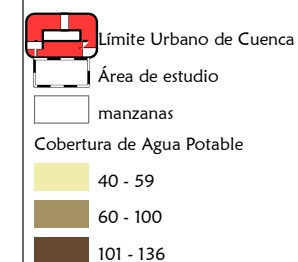 Límite Urbano de Cuenca
Área de estudio
manzanas
Cobertura de Agua Potable
40 - 59
60 - 100
101 - 136